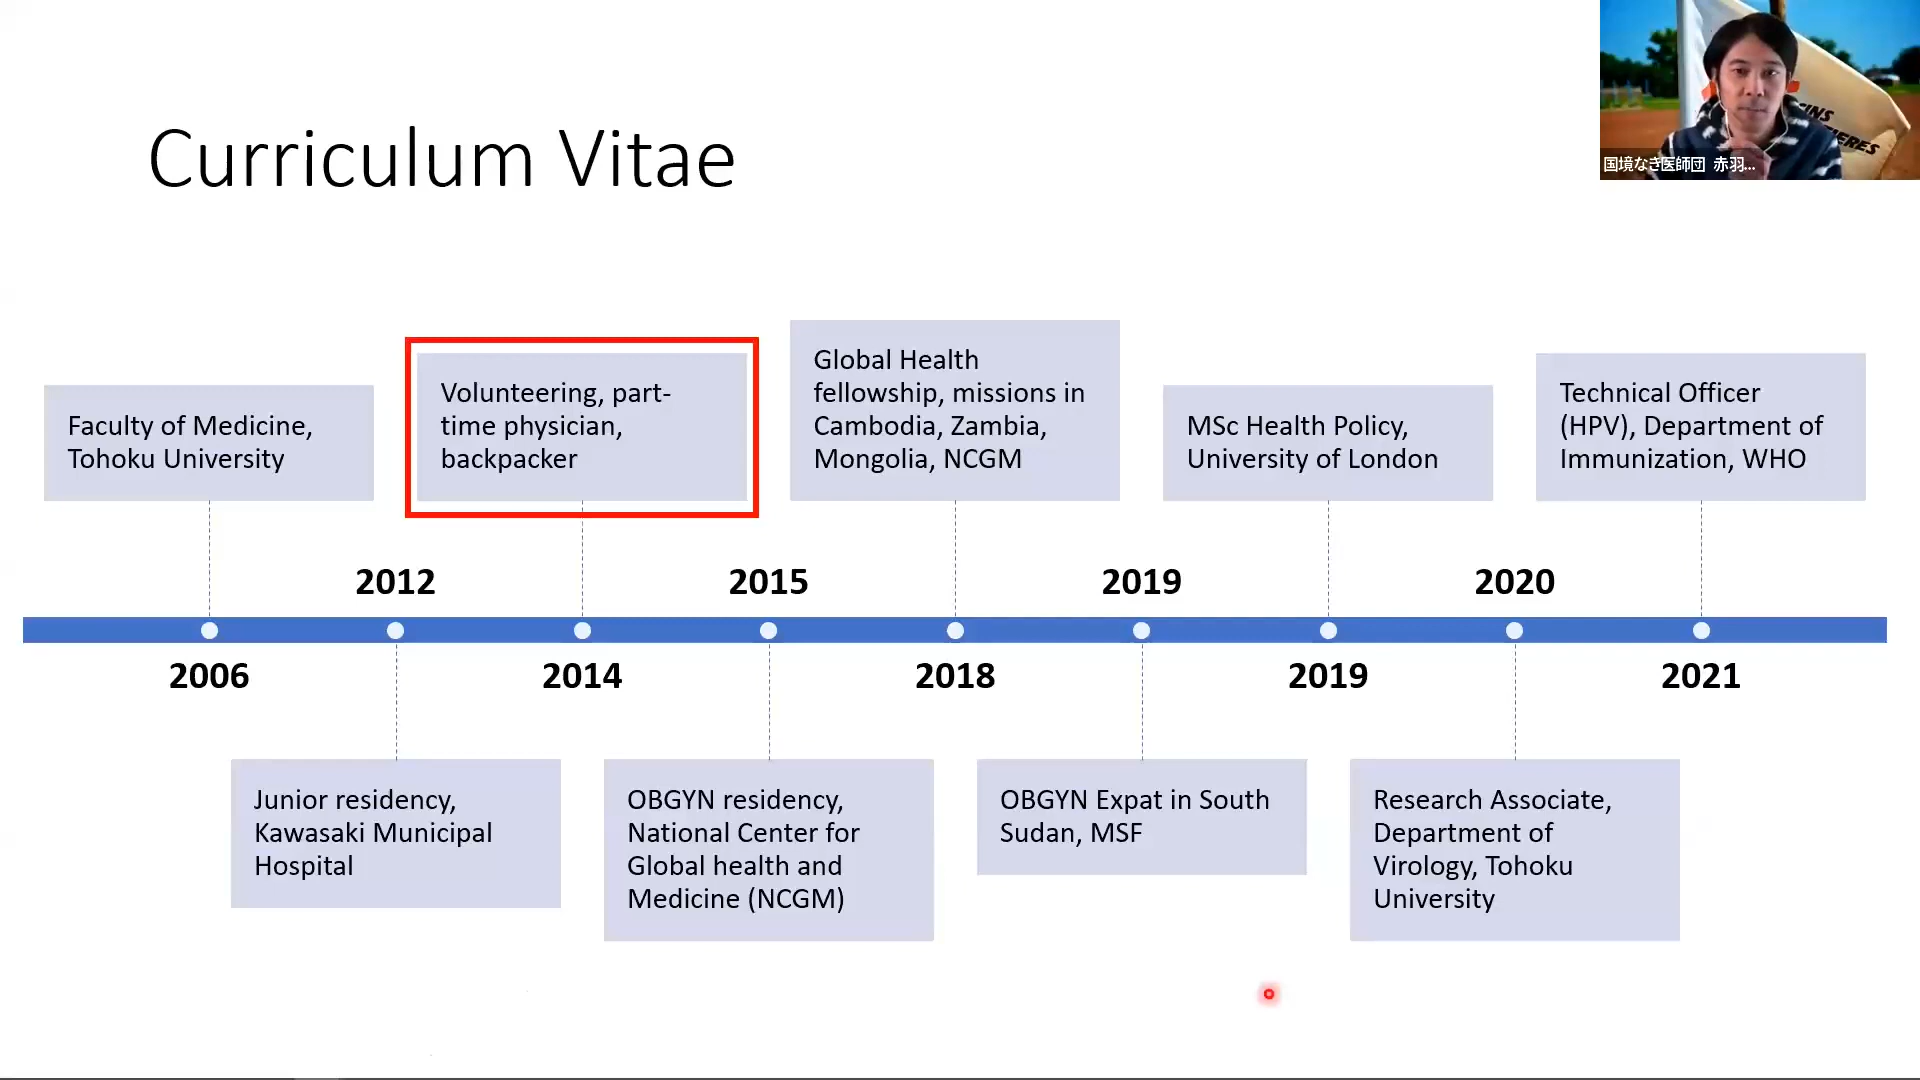 Curriculum Vitae
INS
ERES
国境なき医師団 赤羽...
Faculty of Medicine,
Tohoku University
Volunteering, part-
time physician,
backpacker
Global Health
fellowship, missions in
Cambodia, Zambia,
Mongolia, NCGM
MSc Health Policy,
University of London
Technical Officer
(HPV), Department of
Immunization, WHO
2012
2015
2019
2020
2006
2014
2018
2019
2021
Junior residency,
Kawasaki Municipal
Hospital
OBGYN residency,
National Center for
Global health and
Medicine (NCGM)
OBGYN Expat in South
Sudan, MSF
Research Associate,
Department of
Virology, Tohoku
University